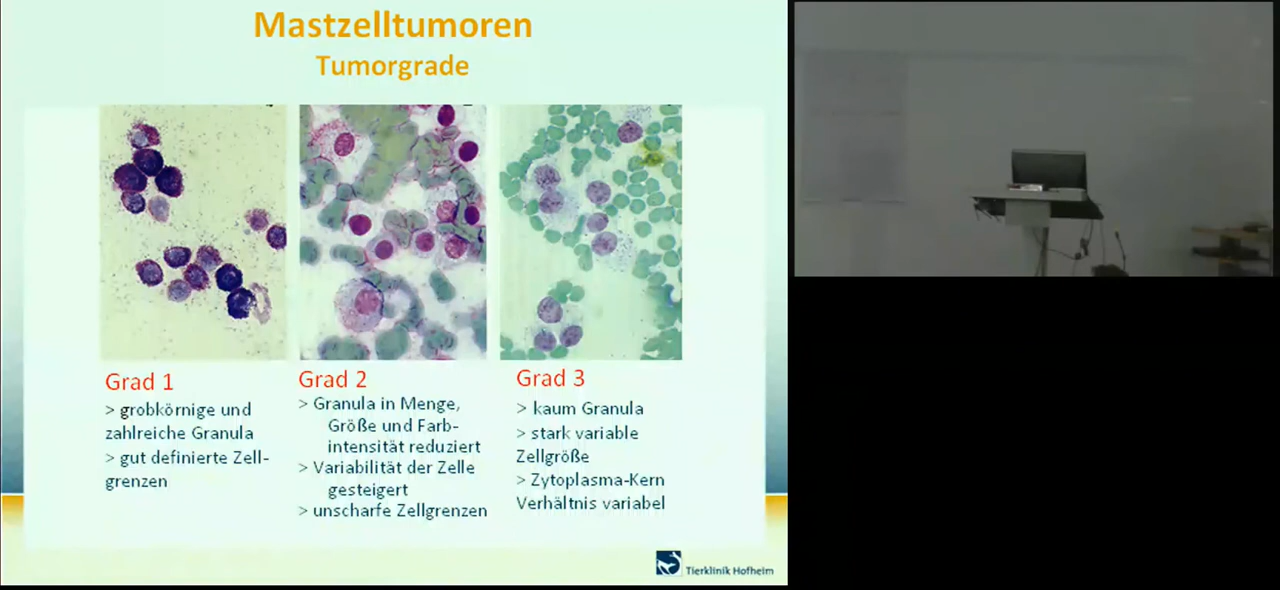 Mastzelltumoren
Tumorgrade
Grad 1
> grobkörnige und
zahlreiche Granula
> gut definierte Zell-
grenzen
Grad 2
> Granula in Menge,
Größe und Farb-
intensität reduziert
> Variabilität der Zelle
gesteigert
> unscharfe Zellgrenzen
Grad 3
> kaum Granula
> stark variable
Zellgröße
> Zytoplasma-Kern
Verhältnis variabel
Tierklinik Hofheim